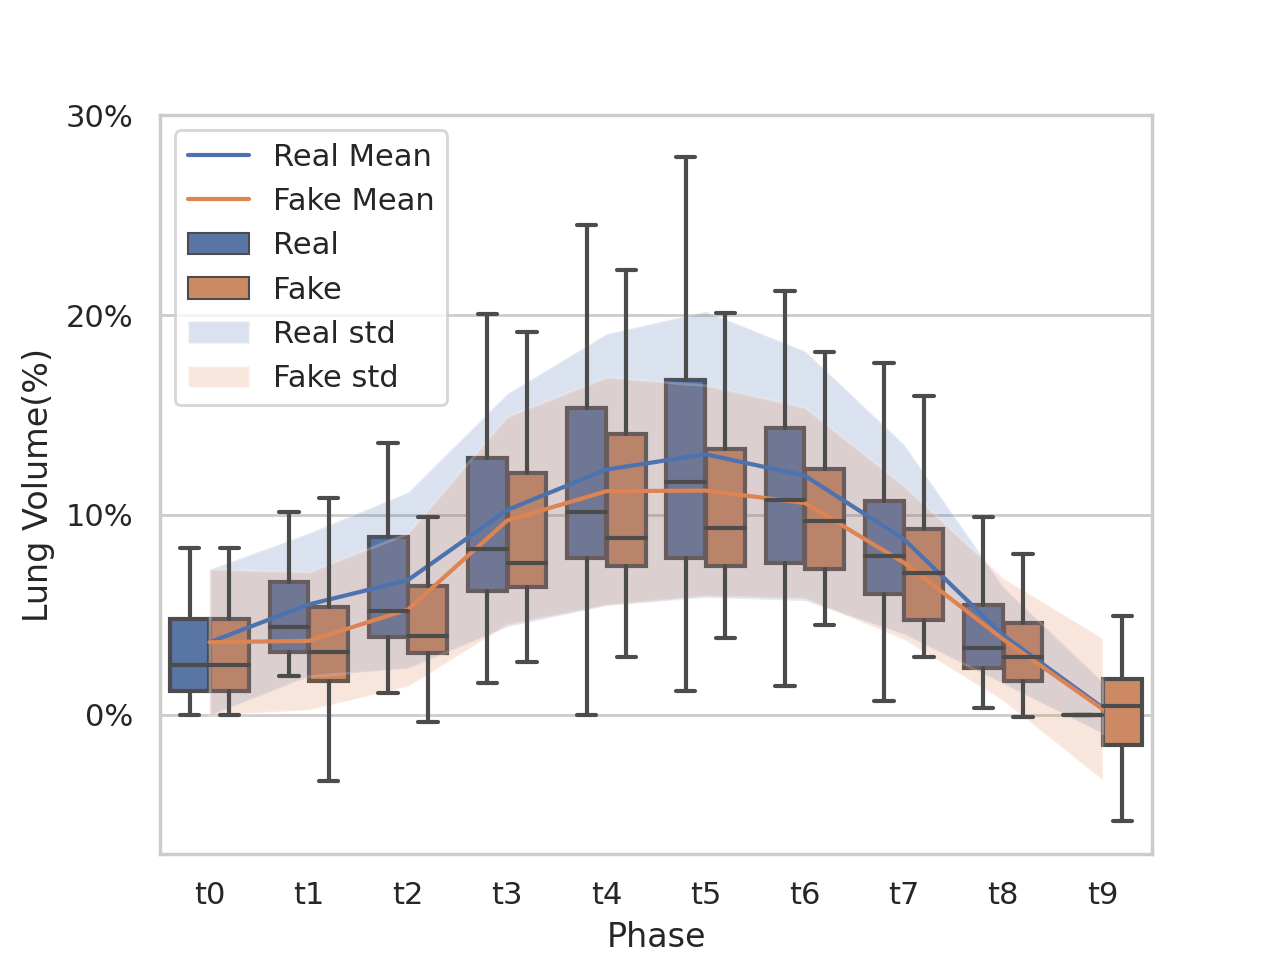 30%
20%
10%
0%
Lung Volume(%)
Real Mean
Fake Mean
Real
Fake
Real std
Fake std
t0 t1 t2 t3 t4 t5 t6 t7 t8 t9
Phase